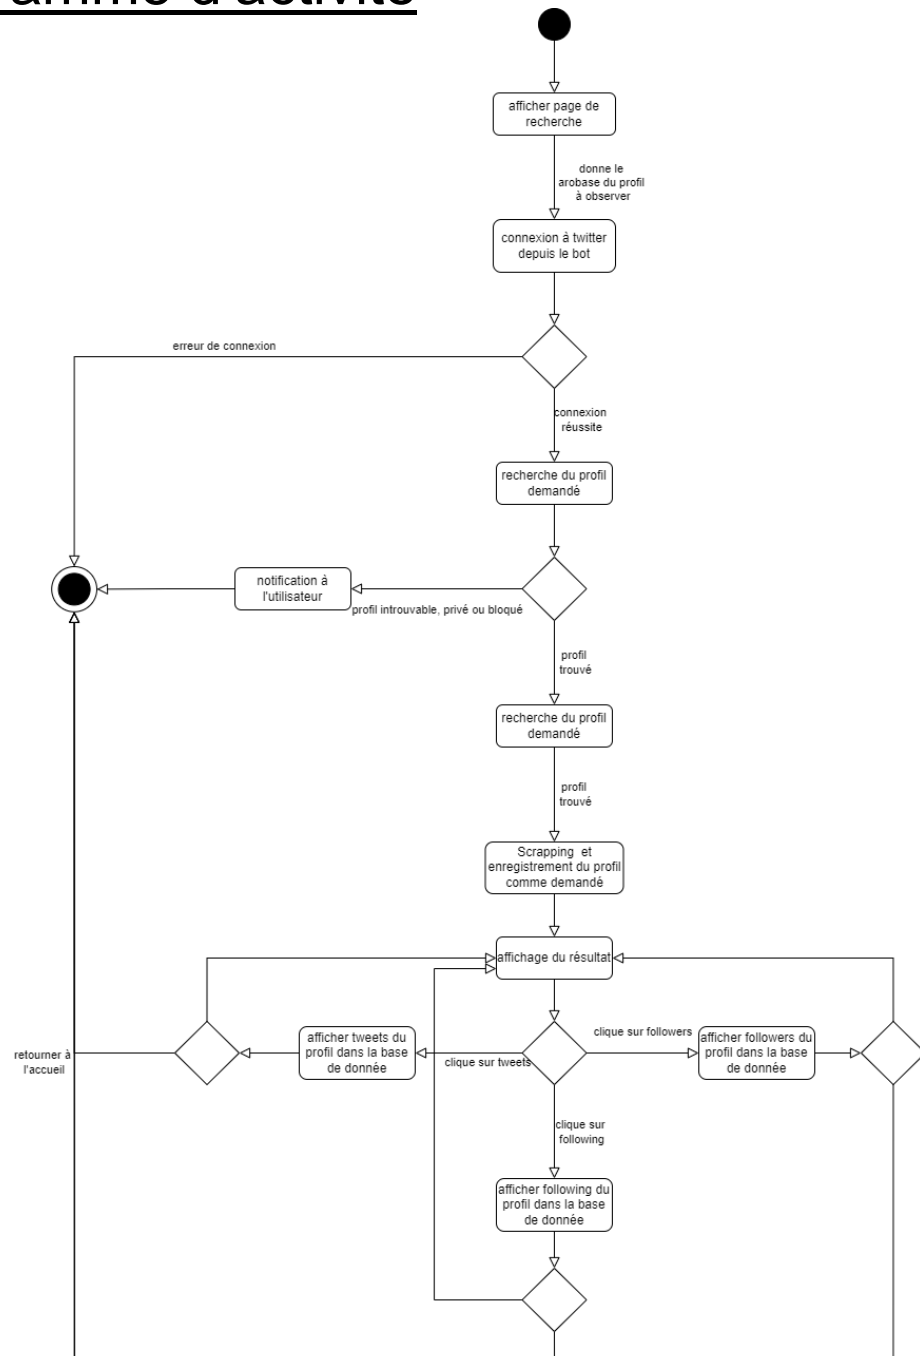 d'activité
afficher page de
recherche
donne le
arobase du profil
à observer
connexion à twitter
depuis le bot
erreur de connexion
connexion
réussite
recherche du profil
demandé
notification à
l'utilisateur
profil introuvable, privé ou bloqué
profil
trouvé
recherche du profil
demandé
profil
trouvé
Scrapping et
enregistrement du profil
comme demandé
affichage du résultat
retourner à
l'accueil
afficher tweets du
profil dans la base
de donnée
clique sur tweets
clique sur followers
afficher followers du
profil dans la base
de donnée
clique sur
following
afficher following du
profil dans la base
de donnée